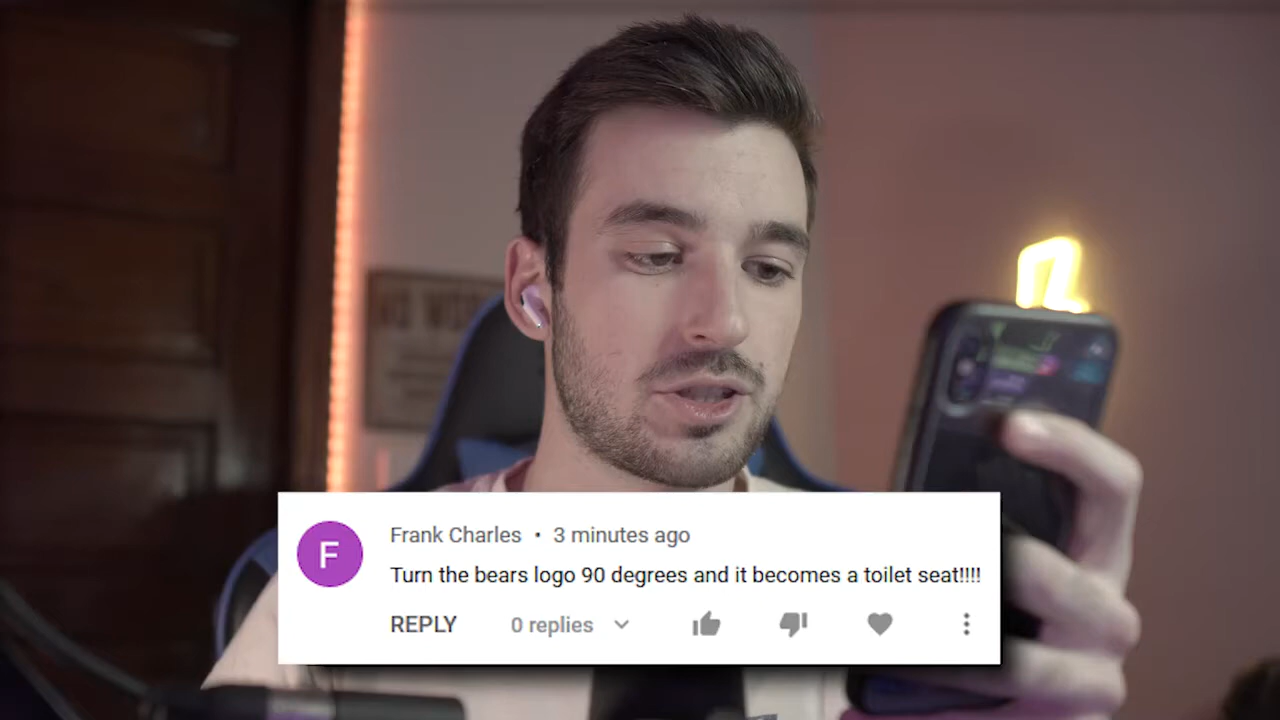 Frank Charles • 3 minutes ago
Turn the bears logo 90 degrees and it becomes a toilet seat!!!!
REPLY 0 replies